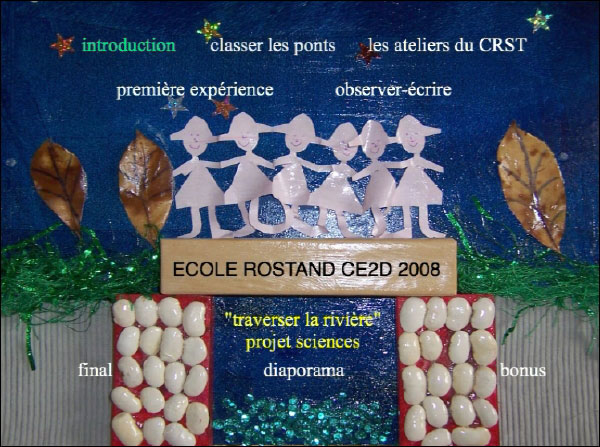 introduction classer les ponts les ateliers du CRST
première expérience observer-écrire
ECOLE ROSTAND CE2D 2008
"traverser la rivière"
projet sciences
final diaporama bonus